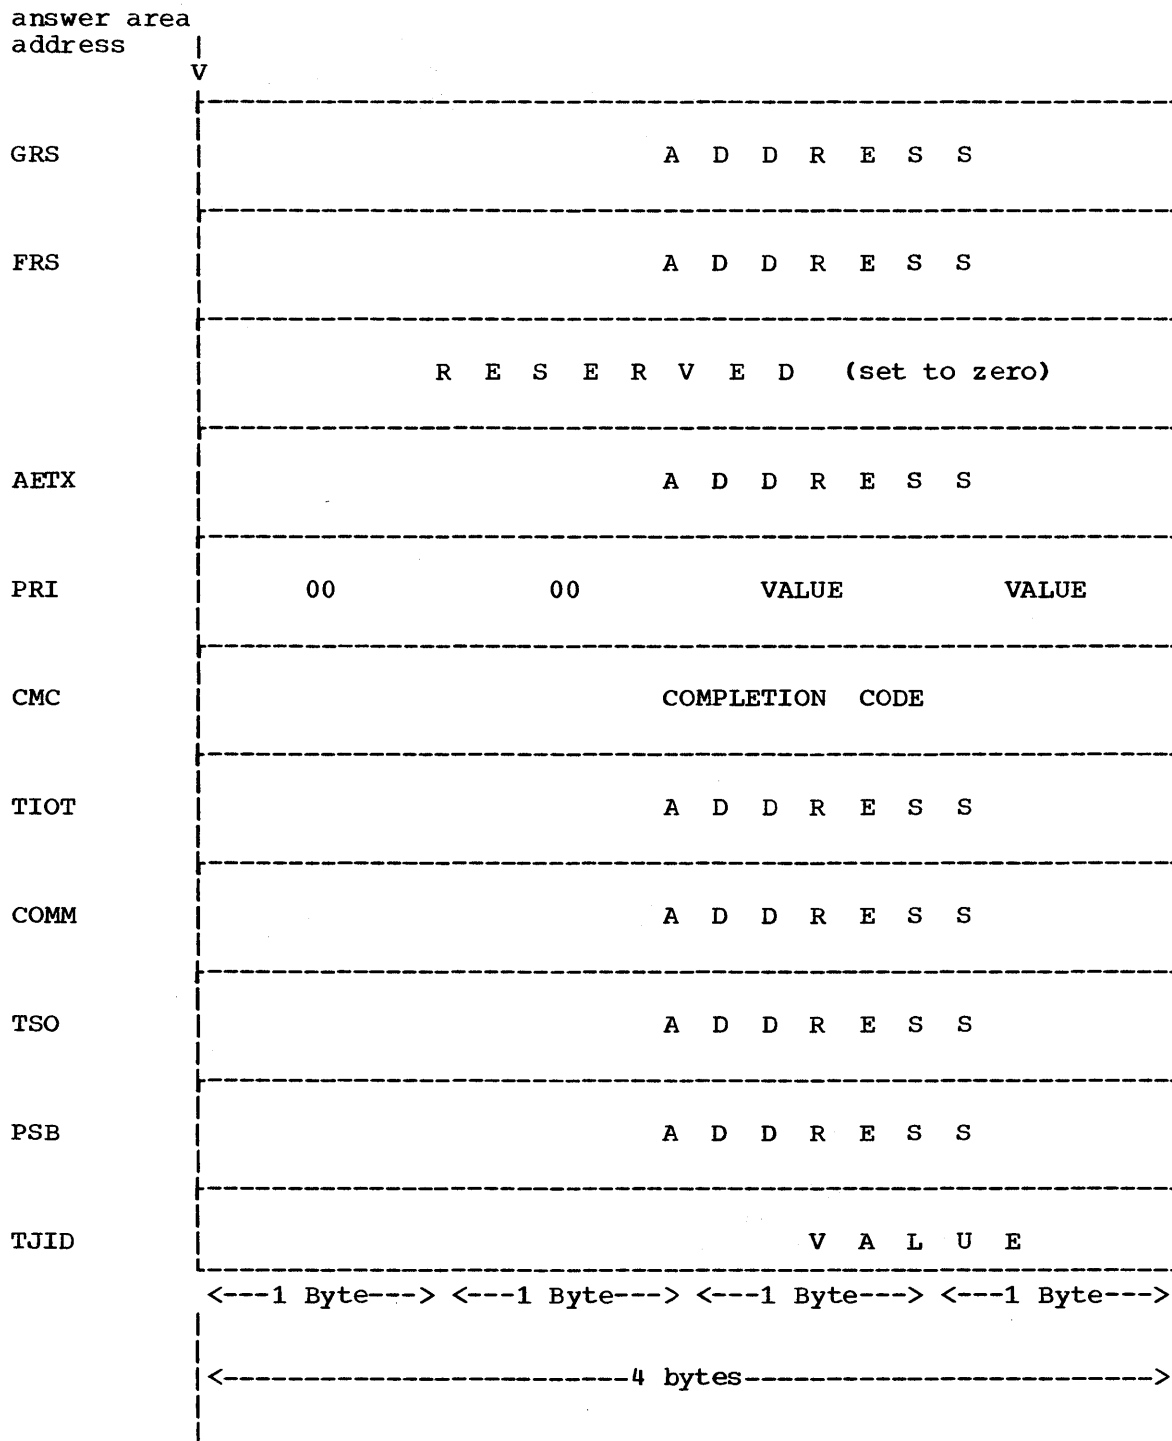 answer area
address
V
GRS A D D R E S S
FRS A D D R E S S
R E S E R V E D (set to zero)
AETX A D D R E S S
PRI 00 00 VALUE VALUE
CMC COMPLETION CODE
TIOT A D D R E S S
COMM A D D R E S S
TSO A D D R E S S
PSB A D D R E S S
TJID V A L U E
<---1 Byte---> <---1 Byte---> <---1 Byte---> <---1 Byte--->
<-------------------------4 bytes-------------------------->